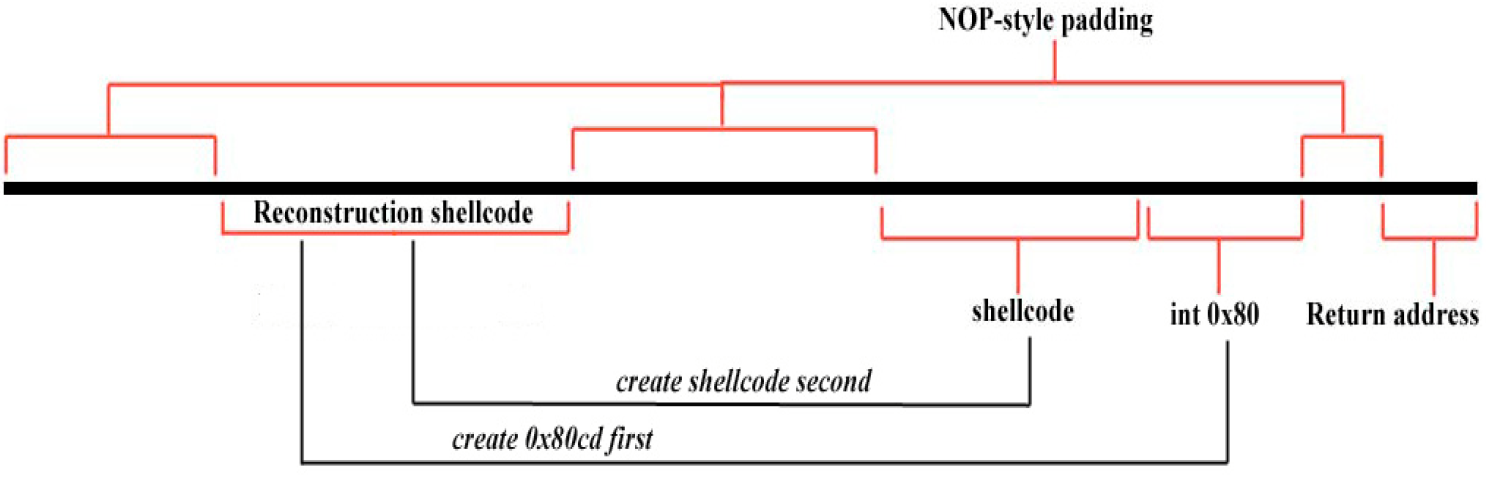 NOP-style padding
Reconstruction shellcode
shellcode
int 0x80
Return address
create shellcode second
create 0x80cd first